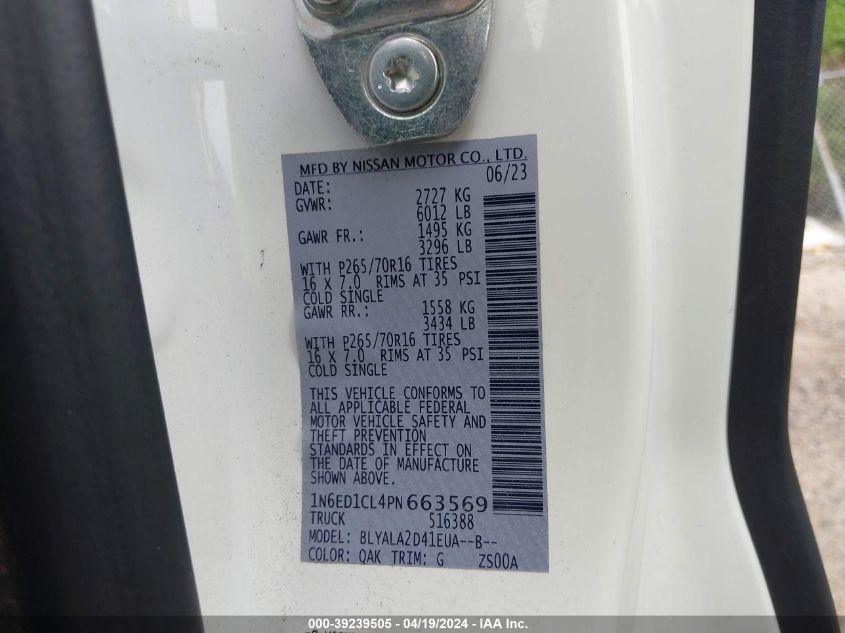 MFD BY NISSAN MOTOR CO., LTD.
DATE: 06/23
GVWR: 2727 KG
6012 LB
GAWR FR.: 1495 KG
3296 LB
WITH P265/70R16 TIRES
16 X 7.0 RIMS AT 35 PSI
COLD SINGLE
GAWR RR.: 1558 KG
3434 LB
WITH P265/70R16 TIRES
16 X 7.0 RIMS AT 35 PSI
COLD SINGLE
THIS VEHICLE CONFORMS TO
ALL APPLICABLE FEDERAL
MOTOR VEHICLE SAFETY AND
THEFT PREVENTION
STANDARDS IN EFFECT ON
THE DATE OF MANUFACTURE
SHOWN ABOVE.
1N6ED1CL4PN663569
TRUCK 516388
MODEL: BLYALA2D41EUA--B--
COLOR: QAK TRIM: G ZS00A
000-39239505 - 04/19/2024 - IAA Inc.